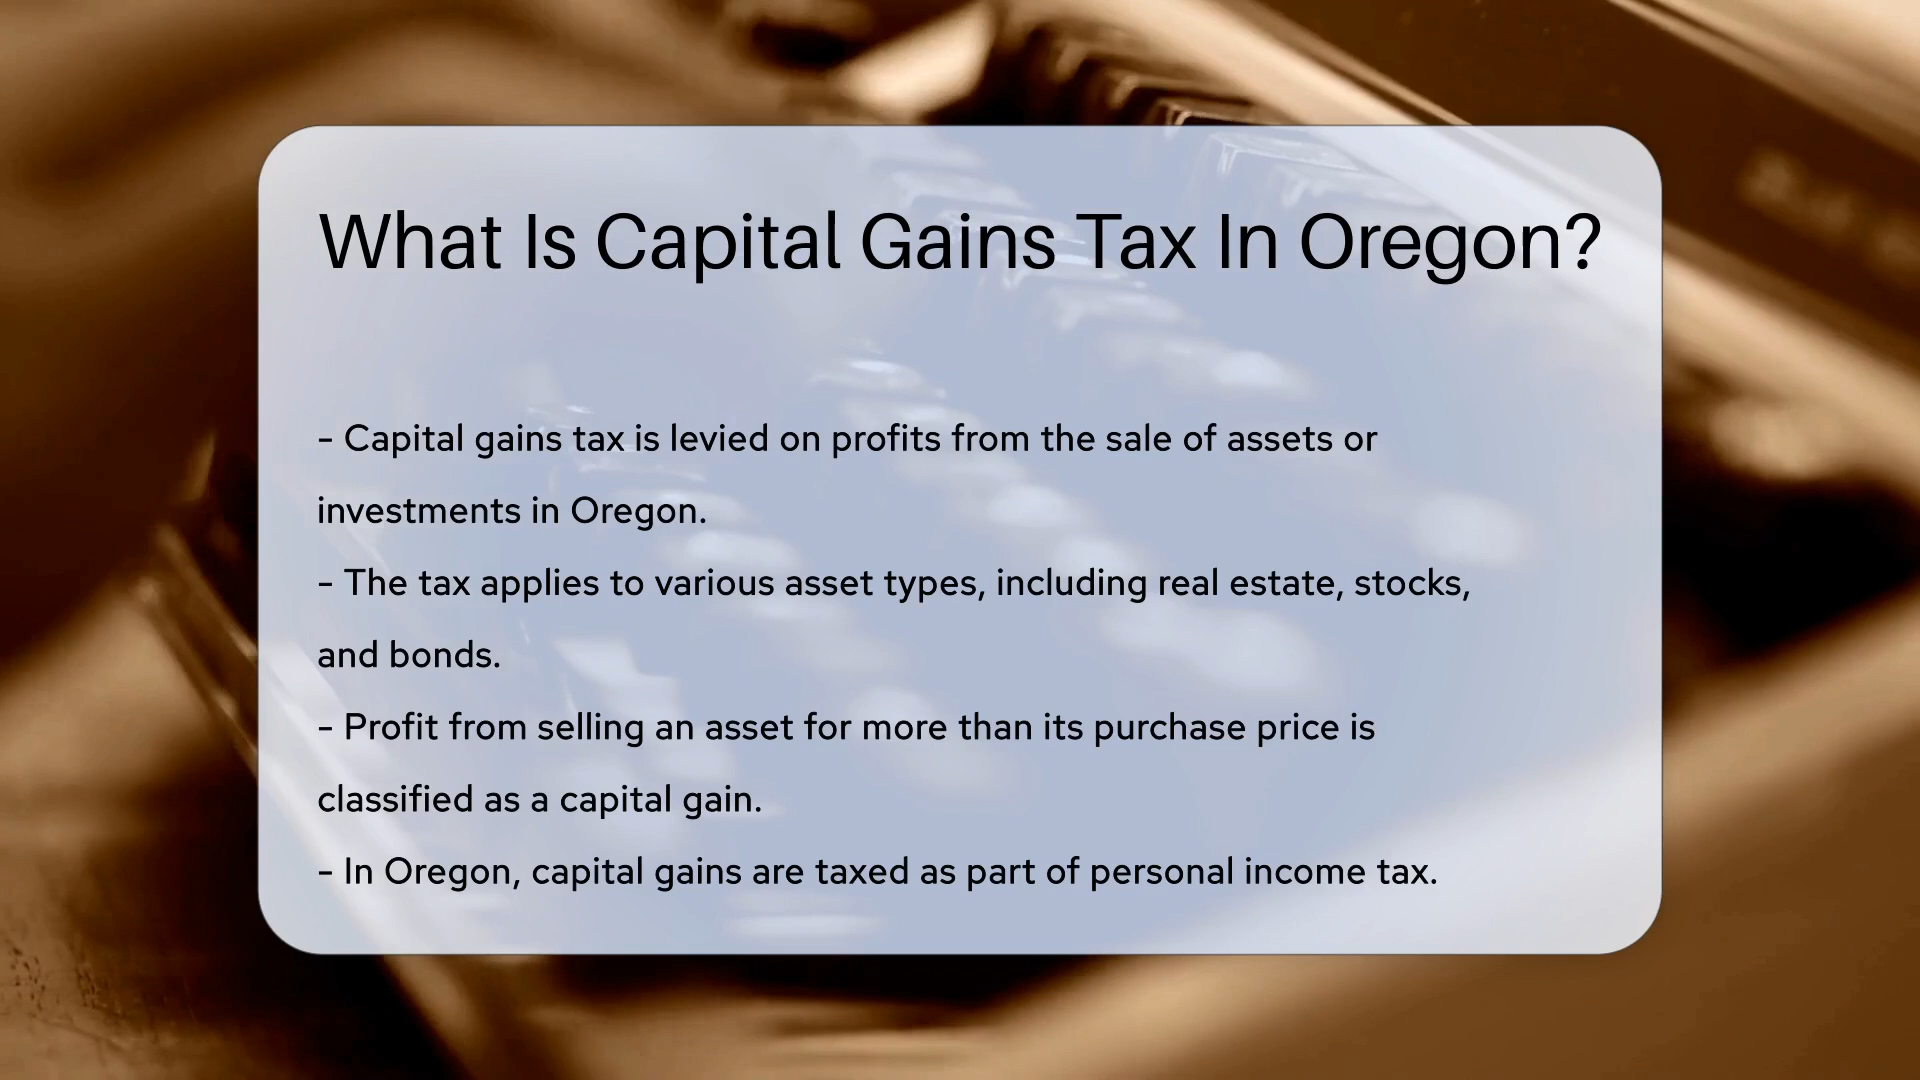 What Is Capital Gains Tax In Oregon?
- Capital gains tax is levied on profits from the sale of assets or
investments in Oregon.
- The tax applies to various asset types, including real estate, stocks,
and bonds.
- Profit from selling an asset for more than its purchase price is
classified as a capital gain.
- In Oregon, capital gains are taxed as part of personal income tax.